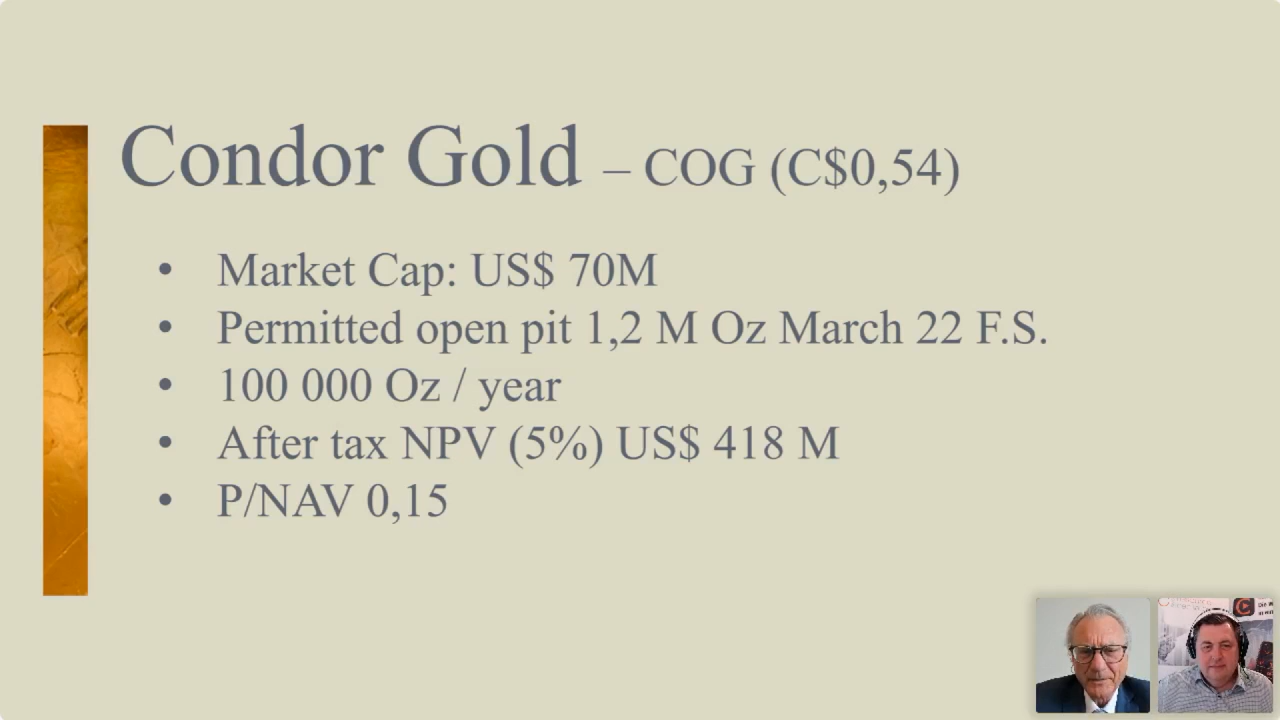 Condor Gold – COG (C$0,54)
• Market Cap: US$ 70M
• Permitted open pit 1,2 M Oz March 22 F.S.
• 100 000 Oz / year
• After tax NPV (5%) US$ 418 M
• P/NAV 0,15